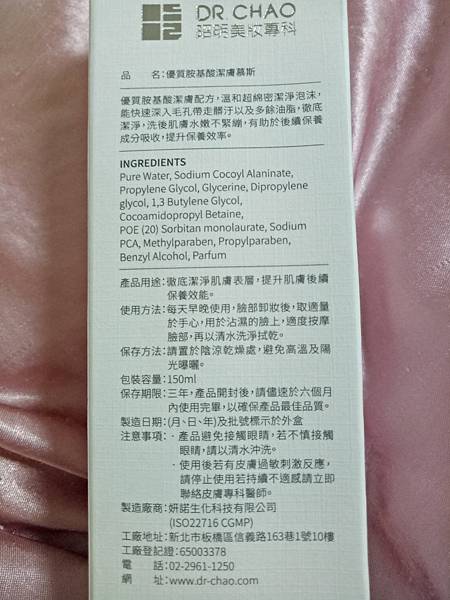 DR. CHAO
昭旺美妝專科
品　名：優質胺基酸潔膚慕斯
優質胺基酸潔膚配方，溫和超綿密潔淨泡沫，
能快速深入毛孔帶走髒汙以及多餘油脂，徹底
潔淨，洗後肌膚水嫩不緊繃，有助於後續保養
成分吸收，提升保養效率。
INGREDIENTS
Pure Water, Sodium Cocoyl Alaninate,
Propylene Glycol, Glycerine, Dipropylene
glycol, 1,3 Butylene Glycol,
Cocoamidopropyl Betaine,
POE (20) Sorbitan monolaurate, Sodium
PCA, Methylparaben, Propylparaben,
Benzyl Alcohol, Parfum
產品用途：徹底潔淨肌膚表層，提升肌膚後續
保養效能。
使用方法：每天早晚使用，臉部卸妝後，取適量
於手心，用於沾濕的臉上，適度按摩
臉部，再以清水洗淨拭乾。
保存方法：請置於陰涼乾燥處，避免高溫及陽
光曝曬。
包裝容量：150ml
保存期限：三年，產品開封後，請儘速於六個月
內使用完畢，以確保產品最佳品質。
製造日期：(月、日、年)及批號標示於外盒
注意事項：．產品避免接觸眼睛，若不慎接觸
眼睛，請以清水沖洗。
．使用後若有皮膚過敏刺激反應，
請停止使用若持續不適感請立即
聯絡皮膚專科醫師。
製造廠商：妍諾生化科技有限公司
(ISO22716 CGMP)
工廠地址：新北市板橋區信義路163巷1號10樓
工廠登記證：65003378
電　　話：02-2961-1250
網　　址：www.dr-chao.com